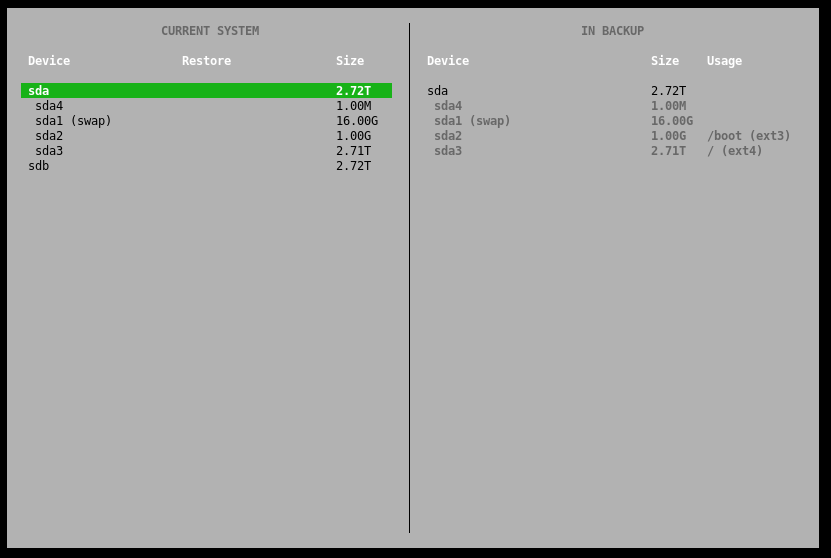 CURRENT SYSTEM
Device Restore Size
sda 2.72T
sda4 1.00M
sda1 (swap) 16.00G
sda2 1.00G
sda3 2.71T
sdb 2.72T
IN BACKUP
Device Size Usage
sda 2.72T
sda4 1.00M
sda1 (swap) 16.00G
sda2 1.00G /boot (ext3)
sda3 2.71T / (ext4)